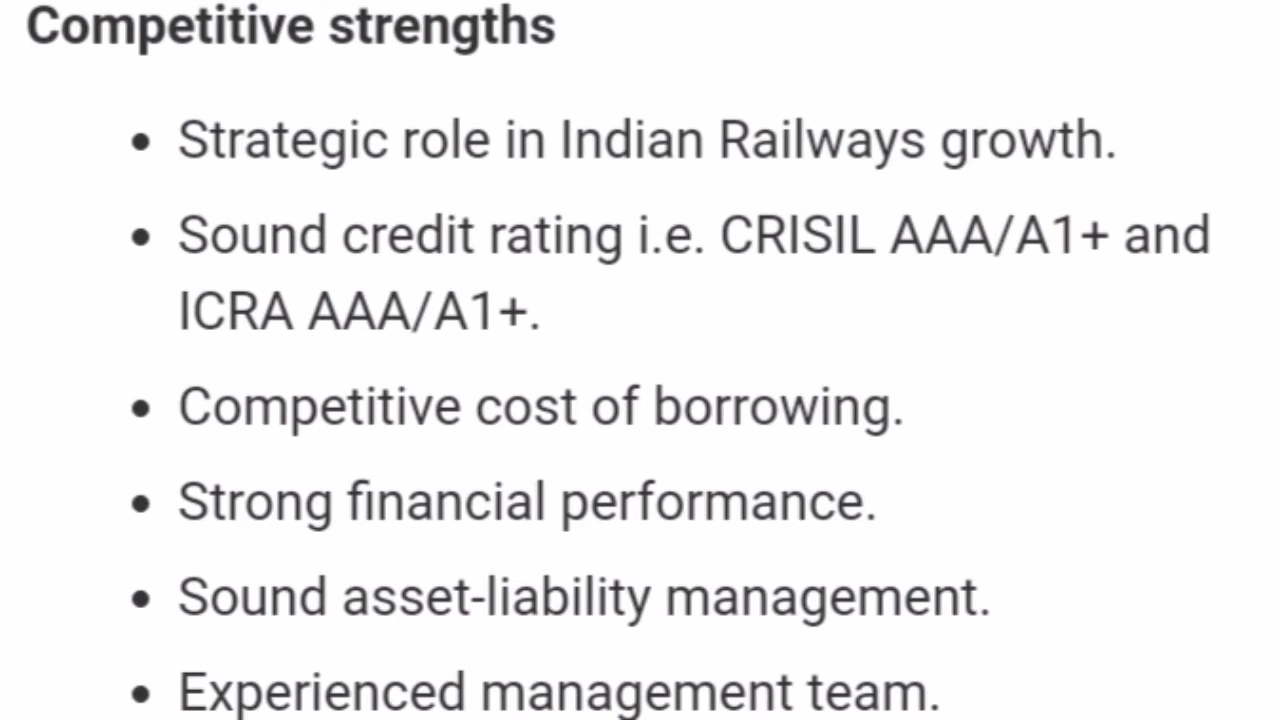 Competitive strengths
• Strategic role in Indian Railways growth.
• Sound credit rating i.e. CRISIL AAA/A1+ and
ICRA AAA/A1+.
• Competitive cost of borrowing.
• Strong financial performance.
• Sound asset-liability management.
• Experienced management team.